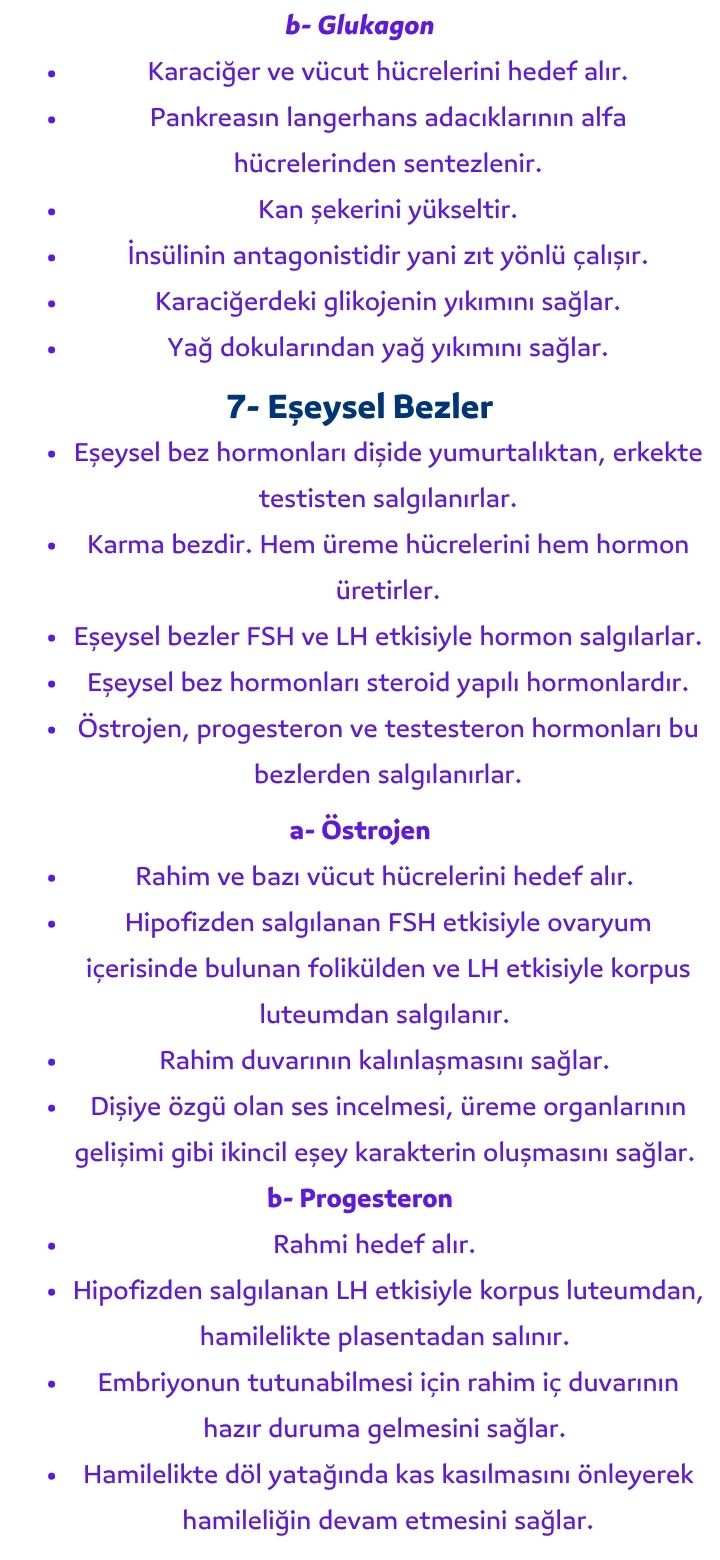 b- Glukagon
• Karaciğer ve vücut hücrelerini hedef alır.
• Pankreasın langerhans adacıklarının alfa
hücrelerinden sentezlenir.
• Kan şekerini yükseltir.
• İnsülinin antagonistidir yani zıt yönlü çalışır.
• Karaciğerdeki glikojenin yıkımını sağlar.
• Yağ dokularından yağ yıkımını sağlar.
7- Eşeysel Bezler
• Eşeysel bez hormonları dişide yumurtalıktan, erkekte
testisten salgılanırlar.
• Karma bezdir. Hem üreme hücrelerini hem hormon
üretirler.
• Eşeysel bezler FSH ve LH etkisiyle hormon salgılarlar.
• Eşeysel bez hormonları steroid yapılı hormonlardır.
• Östrojen, progesteron ve testesteron hormonları bu
bezlerden salgılanırlar.
a- Östrojen
• Rahim ve bazı vücut hücrelerini hedef alır.
• Hipofizden salgılanan FSH etkisiyle ovaryum
içerisinde bulunan folikülden ve LH etkisiyle korpus
luteumdan salgılanır.
• Rahim duvarının kalınlaşmasını sağlar.
• Dişiye özgü olan ses incelmesi, üreme organlarının
gelişimi gibi ikincil eşey karakterin oluşmasını sağlar.
b- Progesteron
• Rahmi hedef alır.
• Hipofizden salgılanan LH etkisiyle korpus luteumdan,
hamilelikte plasentadan salınır.
• Embriyonun tutunabilmesi için rahim iç duvarının
hazır duruma gelmesini sağlar.
• Hamilelikte döl yatağında kas kasılmasını önleyerek
hamileliğin devam etmesini sağlar.